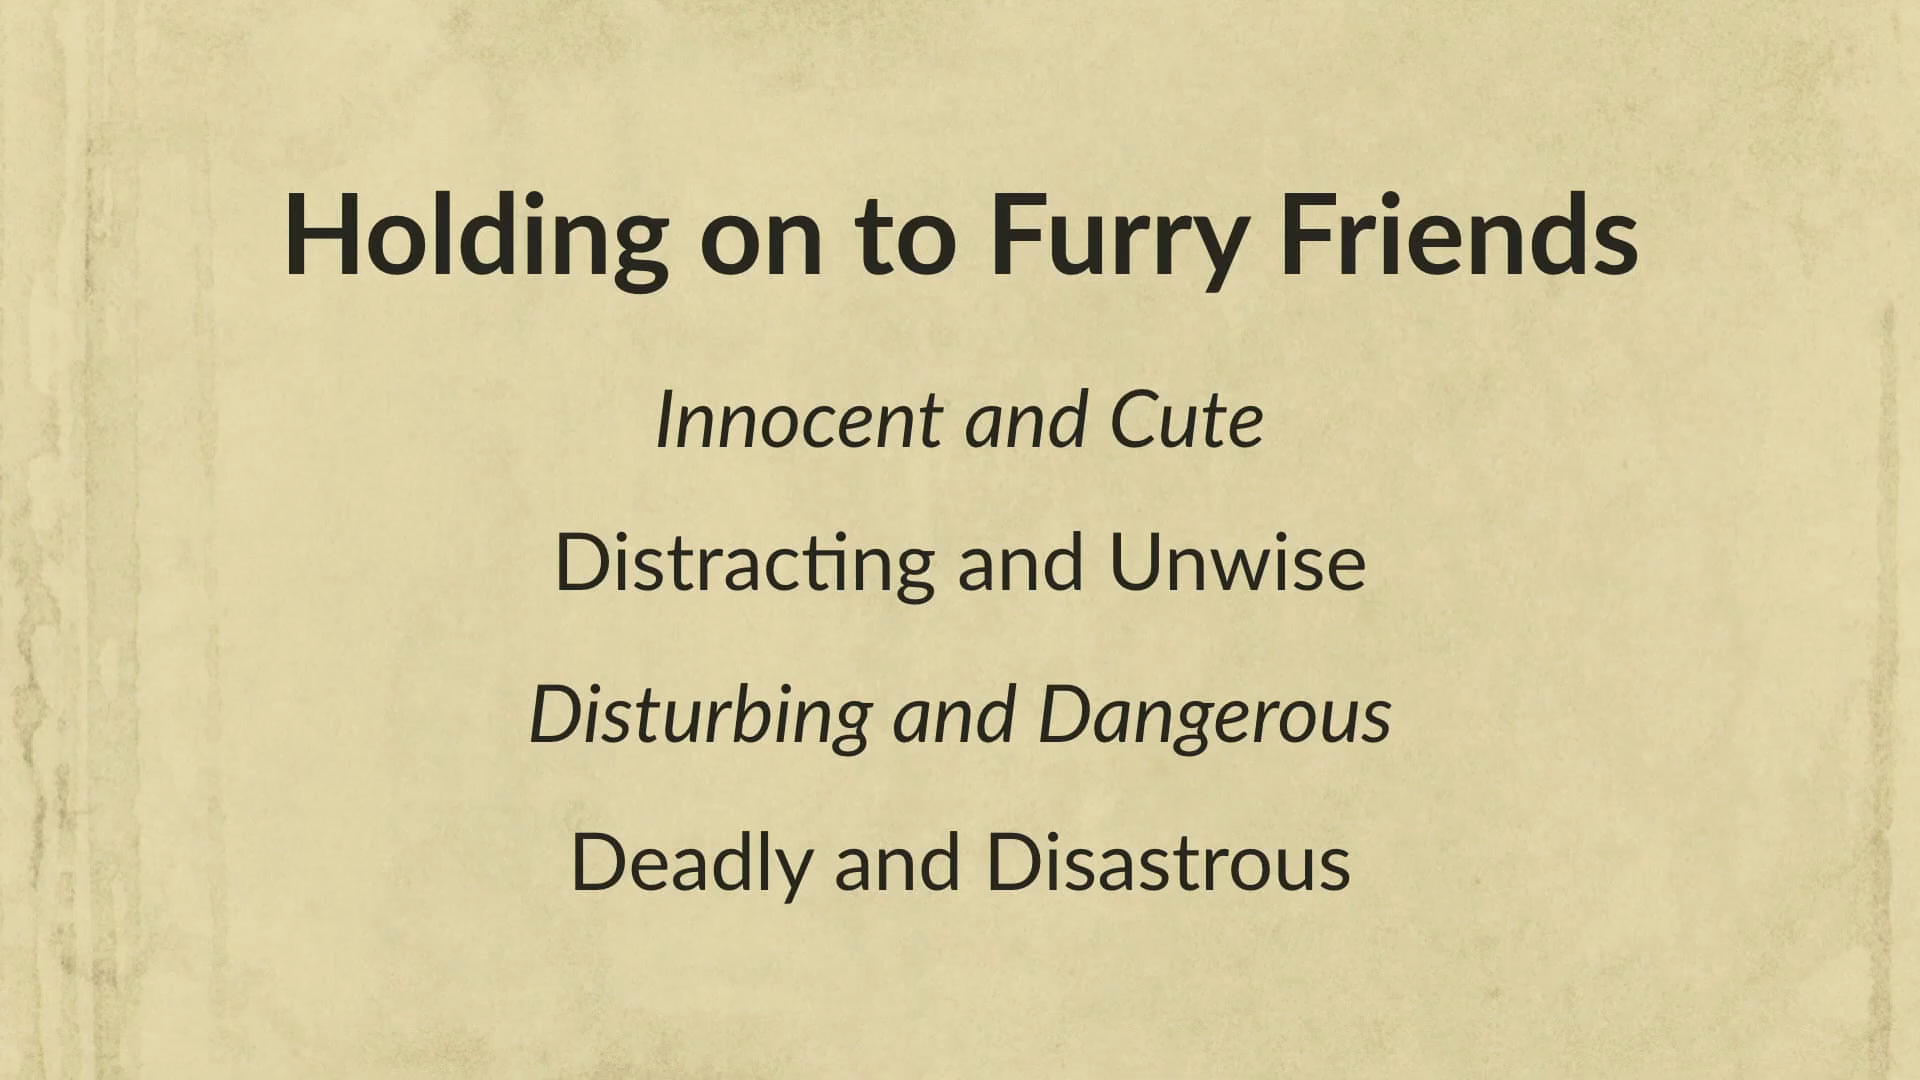 Holding on to Furry Friends
Innocent and Cute
Distracting and Unwise
Disturbing and Dangerous
Deadly and Disastrous